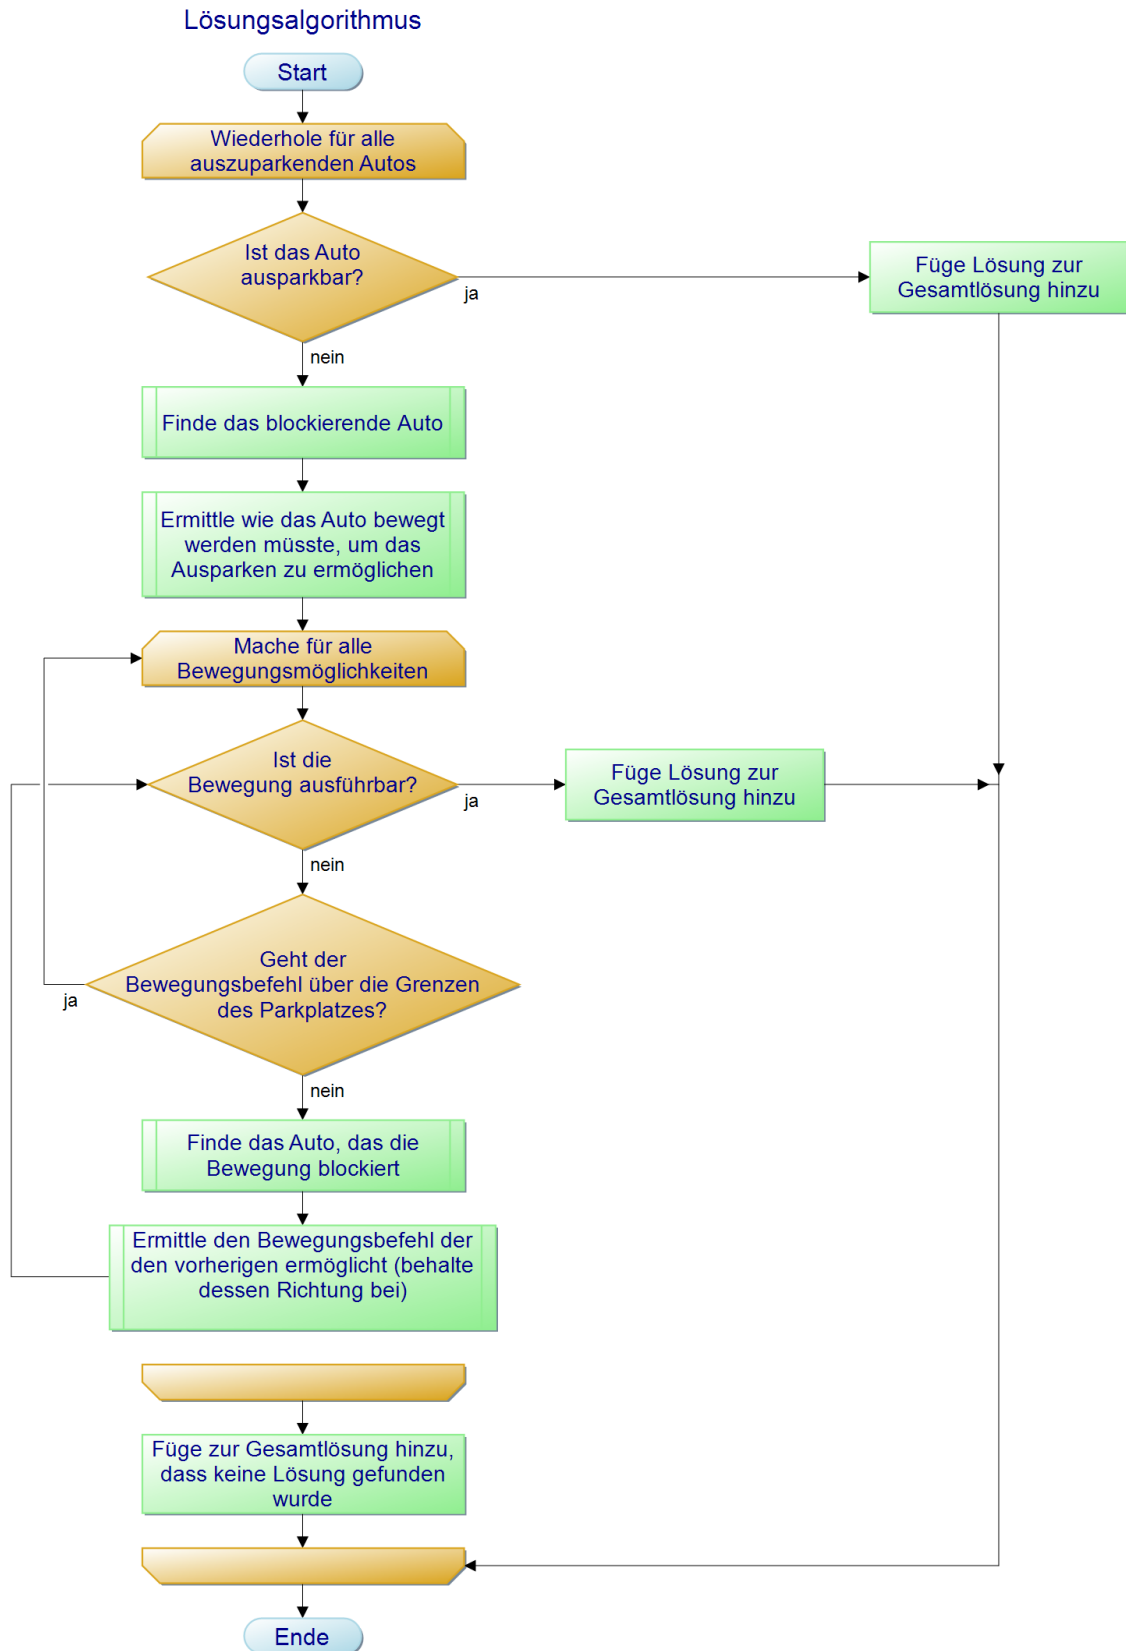 Lösungsalgorithmus
Start
Wiederhole für alle
auszuparkenden Autos
Ist das Auto
ausparkbar?
ja
Füge Lösung zur
Gesamtlösung hinzu
nein
Finde das blockierende Auto
Ermittle wie das Auto bewegt
werden müsste, um das
Ausparken zu ermöglichen
Mache für alle
Bewegungsmöglichkeiten
Ist die
Bewegung ausführbar?
ja
Füge Lösung zur
Gesamtlösung hinzu
nein
Geht der
Bewegungsbefehl über die Grenzen
des Parkplatzes?
ja
nein
Finde das Auto, das die
Bewegung blockiert
Ermittle den Bewegungsbefehl der
den vorherigen ermöglicht (behalte
dessen Richtung bei)
Füge zur Gesamtlösung hinzu,
dass keine Lösung gefunden
wurde
Ende